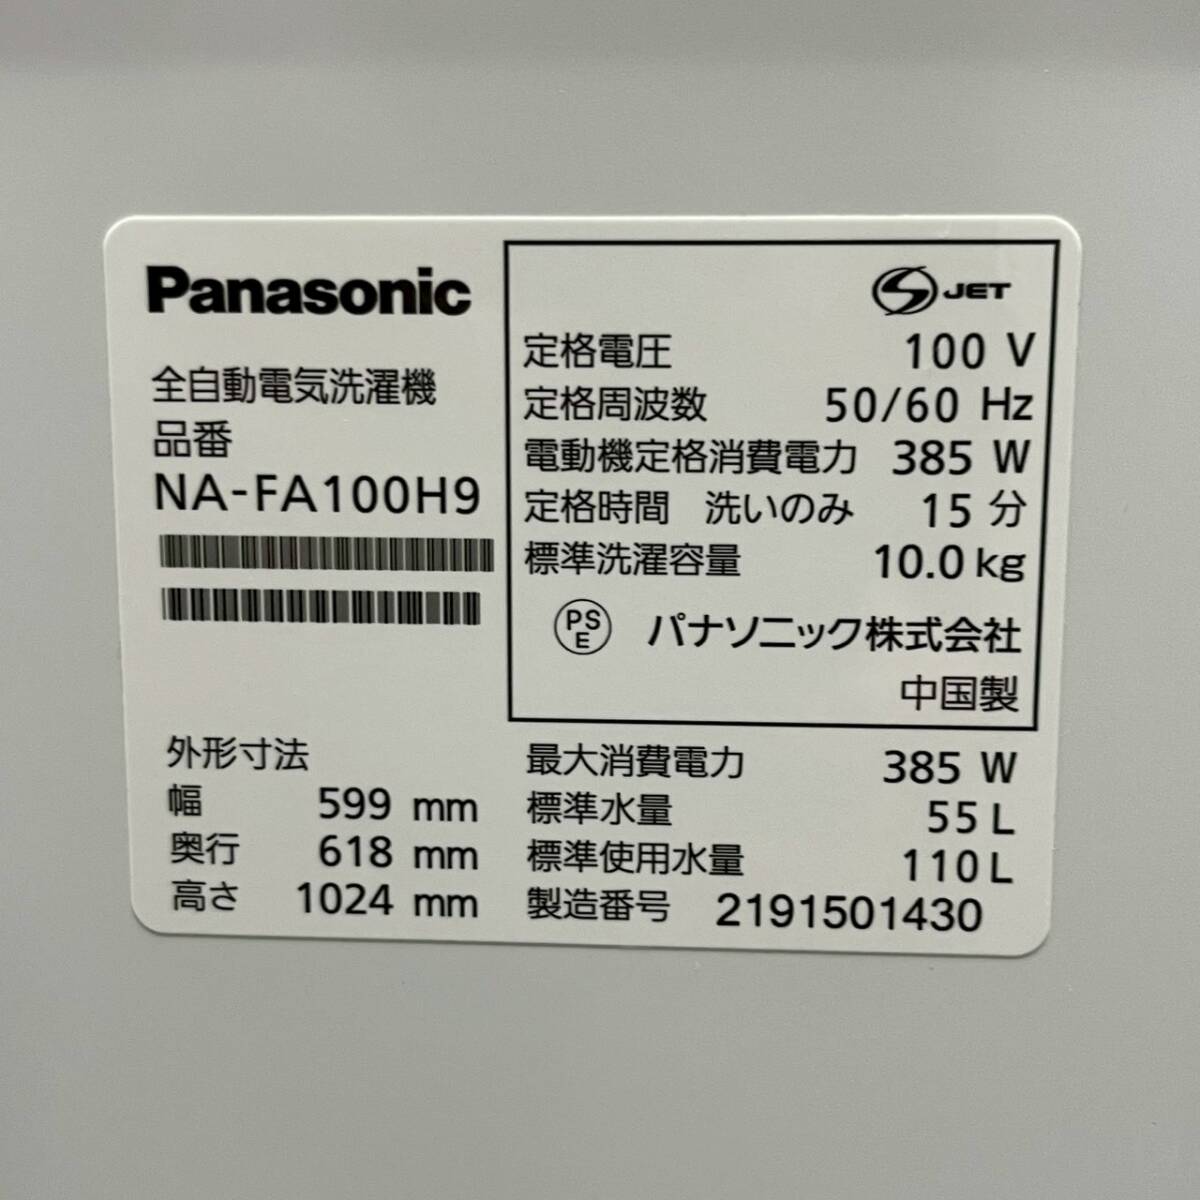 Panasonic
全自動電気洗濯機
品番
NA-FA100H9
外形寸法
幅 599 mm
奥行 618 mm
高さ 1024 mm
S JET
定格電圧 100 V
定格周波数 50/60 Hz
電動機定格消費電力 385 W
定格時間 洗いのみ 15 分
標準洗濯容量 10.0 kg
PS
E
パナソニック株式会社
中国製
最大消費電力 385 W
標準水量 55 L
標準使用水量 110 L
製造番号 2191501430